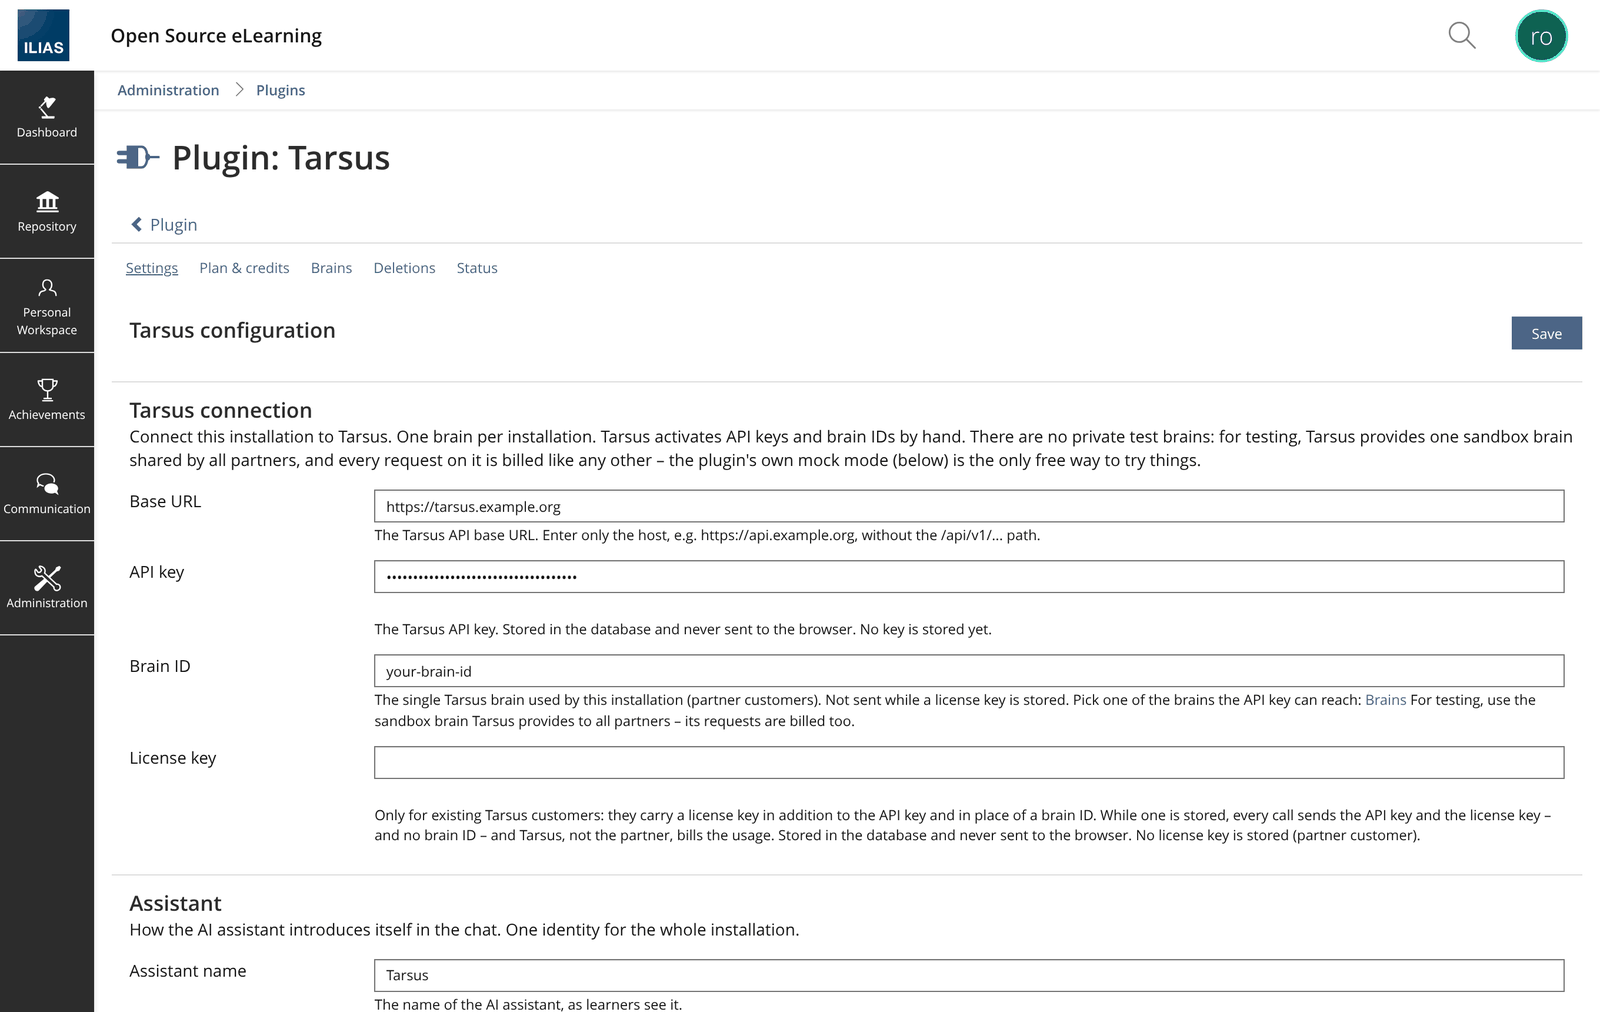 ILIAS
Open Source eLearning
ro
Administration
Plugins
Dashboard
Repository
Personal
Workspace
Achievements
Communication
Administration
Plugin: Tarsus
Plugin
Settings Plan & credits Brains Deletions Status
Tarsus configuration
Save
Tarsus connection
Connect this installation to Tarsus. One brain per installation. Tarsus activates API keys and brain IDs by hand. There are no private test brains: for testing, Tarsus provides one sandbox brain
shared by all partners, and every request on it is billed like any other – the plugin's own mock mode (below) is the only free way to try things.
Base URL
https://tarsus.example.org
The Tarsus API base URL. Enter only the host, e.g. https://api.example.org, without the /api/v1/... path.
API key
••••••••••••••••••••••••••••••••••••
The Tarsus API key. Stored in the database and never sent to the browser. No key is stored yet.
Brain ID
your-brain-id
The single Tarsus brain used by this installation (partner customers). Not sent while a license key is stored. Pick one of the brains the API key can reach: Brains For testing, use the
sandbox brain Tarsus provides to all partners – its requests are billed too.
License key
Only for existing Tarsus customers: they carry a license key in addition to the API key and in place of a brain ID. While one is stored, every call sends the API key and the license key –
and no brain ID – and Tarsus, not the partner, bills the usage. Stored in the database and never sent to the browser. No license key is stored (partner customer).
Assistant
How the AI assistant introduces itself in the chat. One identity for the whole installation.
Assistant name
Tarsus
The name of the AI assistant, as learners see it.